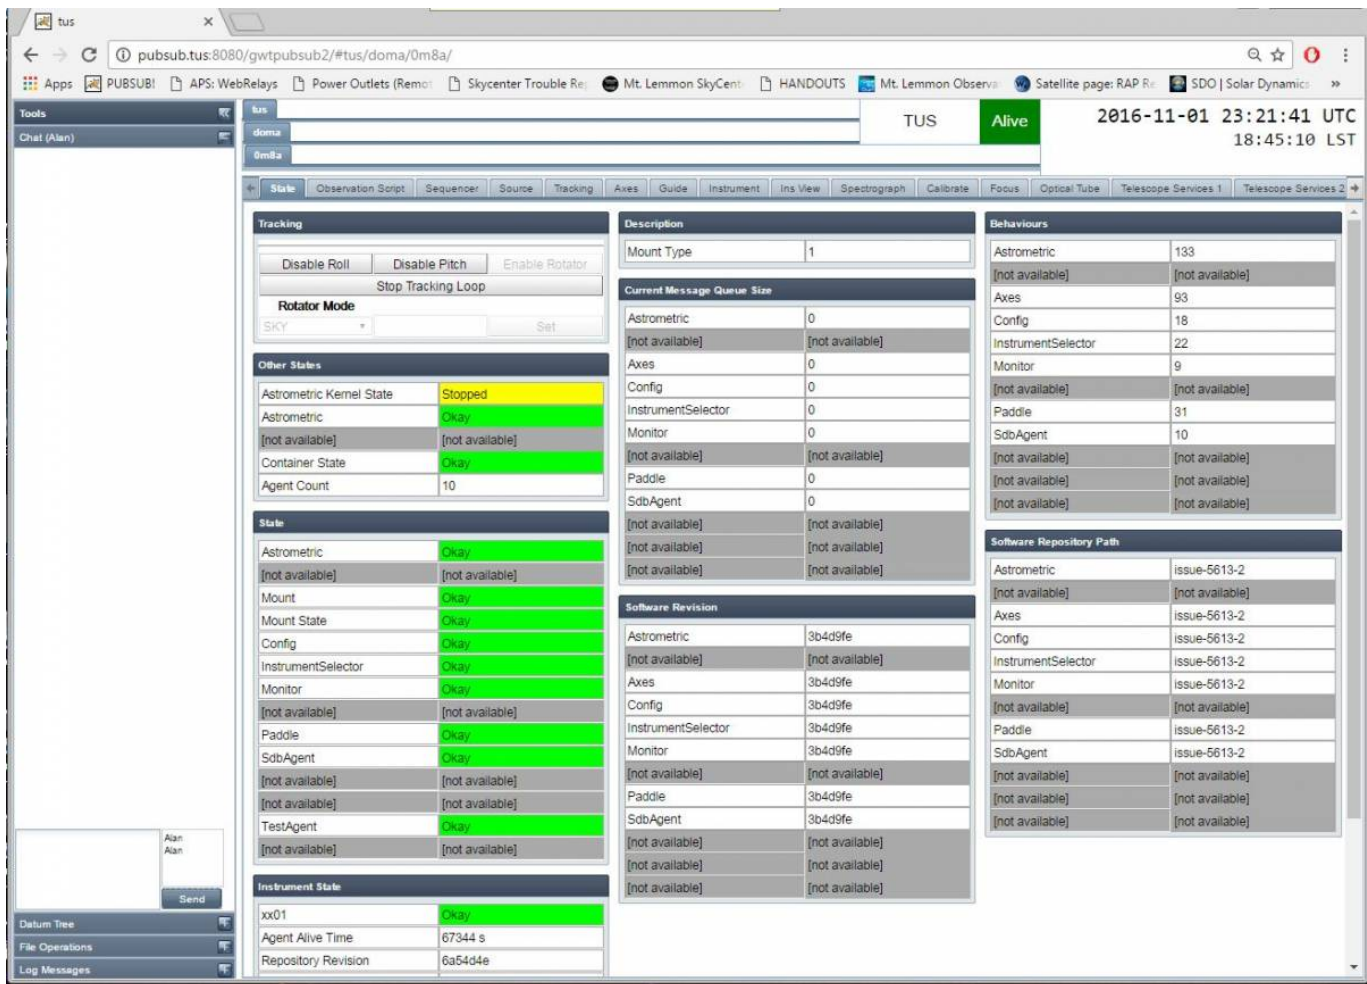 tus
pubsub.tus:8080/gwtpubsub2/#tus/doma/0m8a/
Apps PUBSUB! APS: WebRelays Power Outlets (Remo Skycenter Trouble Re Mt. Lemmon SkyCent HANDOUTS Mt. Lemmon Observa Satellite page: RAP Re SDO | Solar Dynamics »
Tools
Chat (Alan)
tus
doma
0m8a
TUS Alive
2016-11-01 23:21:41 UTC
18:45:10 LST
State Observation Script Sequencer Source Tracking Axes Guide Instrument Ins View Spectrograph Calibrate Focus Optical Tube Telescope Services 1 Telescope Services 2
Tracking
Disable Roll Disable Pitch Enable Rotator
Stop Tracking Loop
Rotator Mode
SKY Set
Other States
Astrometric Kernel State Stopped
Astrometric Okay
[not available] [not available]
Container State Okay
Agent Count 10
State
Astrometric Okay
[not available] [not available]
Mount Okay
Mount State Okay
Config Okay
InstrumentSelector Okay
Monitor Okay
[not available] [not available]
Paddle Okay
SdbAgent Okay
[not available] [not available]
[not available] [not available]
TestAgent Okay
[not available] [not available]
Instrument State
xx01 Okay
Agent Alive Time 67344 s
Repository Revision 6a54d4e
Description
Mount Type 1
Current Message Queue Size
Astrometric 0
[not available] [not available]
Axes 0
Config 0
InstrumentSelector 0
Monitor 0
[not available] [not available]
Paddle 0
SdbAgent 0
[not available] [not available]
[not available] [not available]
[not available] [not available]
Software Revision
Astrometric 3b4d9fe
[not available] [not available]
Axes 3b4d9fe
Config 3b4d9fe
InstrumentSelector 3b4d9fe
Monitor 3b4d9fe
[not available] [not available]
Paddle 3b4d9fe
SdbAgent 3b4d9fe
[not available] [not available]
[not available] [not available]
[not available] [not available]
Behaviours
Astrometric 133
[not available] [not available]
Axes 93
Config 18
InstrumentSelector 22
Monitor 9
[not available] [not available]
Paddle 31
SdbAgent 10
[not available] [not available]
[not available] [not available]
[not available] [not available]
Software Repository Path
Astrometric issue-5613-2
[not available] [not available]
Axes issue-5613-2
Config issue-5613-2
InstrumentSelector issue-5613-2
Monitor issue-5613-2
[not available] [not available]
Paddle issue-5613-2
SdbAgent issue-5613-2
[not available] [not available]
[not available] [not available]
[not available] [not available]
Alan
Alan
Send
Datum Tree
File Operations
Log Messages